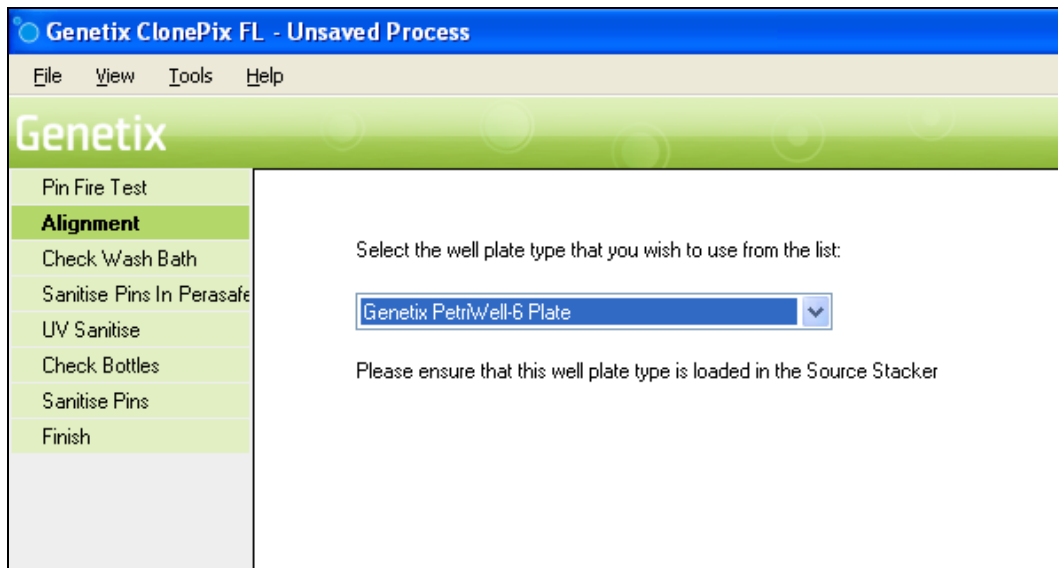 Genetix ClonePix FL - Unsaved Process
File View Tools Help
Genetix
Pin Fire Test
Alignment
Check Wash Bath
Sanitise Pins In Perasafe
UV Sanitise
Check Bottles
Sanitise Pins
Finish
Select the well plate type that you wish to use from the list:
Genetix PetriWell-6 Plate
Please ensure that this well plate type is loaded in the Source Stacker